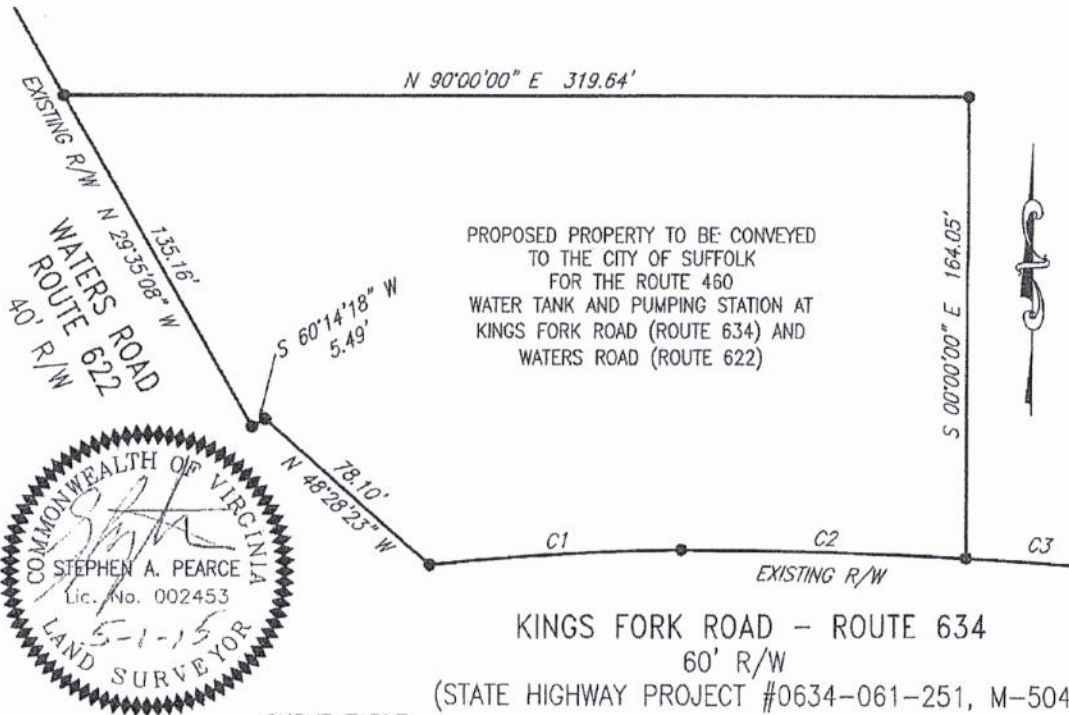 N 90°00'00" E 319.64'
EXISTING R/W N 29°35'08" W
135.16'
WATERS ROAD
ROUTE 622
40' R/W
S 60°14'18" W
5.49'
PROPOSED PROPERTY TO BE CONVEYED
TO THE CITY OF SUFFOLK
FOR THE ROUTE 460
WATER TANK AND PUMPING STATION AT
KINGS FORK ROAD (ROUTE 634) AND
WATERS ROAD (ROUTE 622)
S 00°00'00" E 164.05'
78.10'
N 48°28'23" W
C1
C2
C3
EXISTING R/W
COMMONWEALTH OF VIRGINIA
STEPHEN A. PEARCE
Lic. No. 002453
5-1-15
LAND SURVEYOR
KINGS FORK ROAD - ROUTE 634
60' R/W
(STATE HIGHWAY PROJECT #0634-061-251, M-504